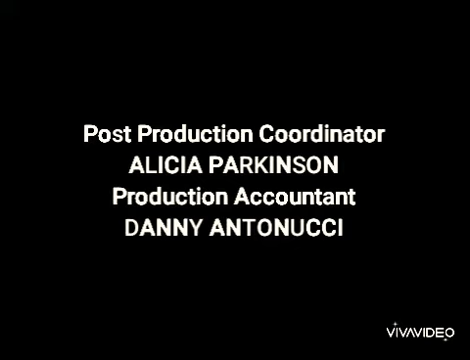 Post Production Coordinator
ALICIA PARKINSON
Production Accountant
DANNY ANTONUCCI
VIVAVIDEO